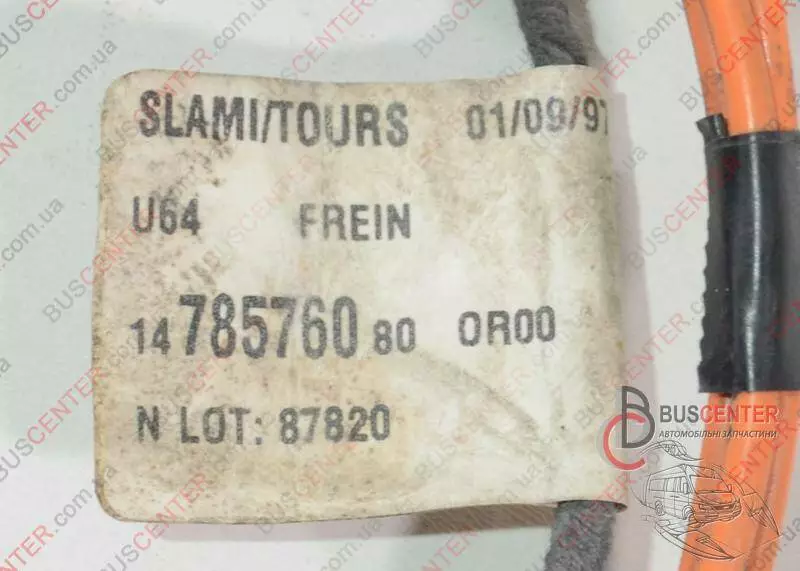 SLAMI/TOURS 01/09/97
U64 FREIN
14 785760 80 OR00
N LOT: 87820
BUSCENTER
АВТОМОБІЛЬНІ ЗАПЧАСТИНИ
BUSCENTER.com.ua